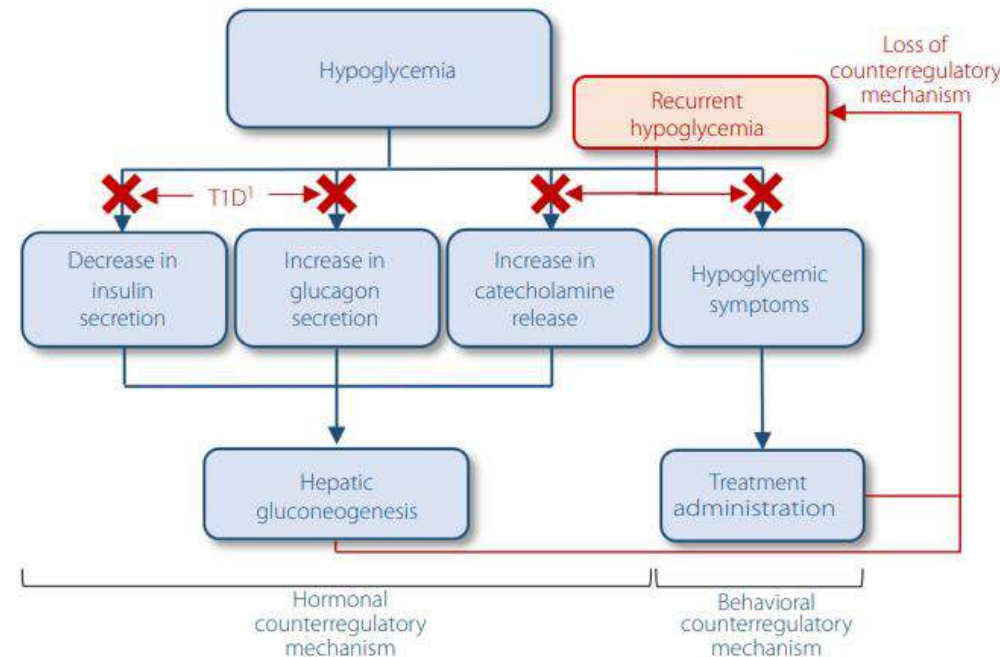 Hypoglycemia
Loss of
counterregulatory
mechanism
Recurrent
hypoglycemia
T1D¹
Decrease in
insulin
secretion
Increase in
glucagon
secretion
Increase in
catecholamine
release
Hypoglycemic
symptoms
Hepatic
gluconeogenesis
Treatment
administration
Hormonal
counterregulatory
mechanism
Behavioral
counterregulatory
mechanism